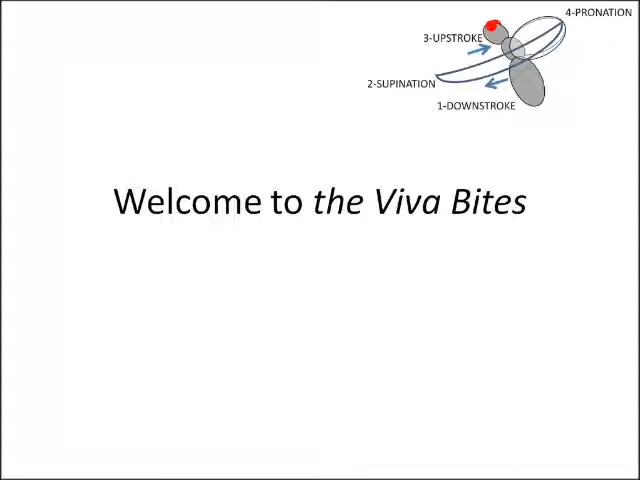 4-PRONATION
3-UPSTROKE
2-SUPINATION
1-DOWNSTROKE
Welcome to the Viva Bites